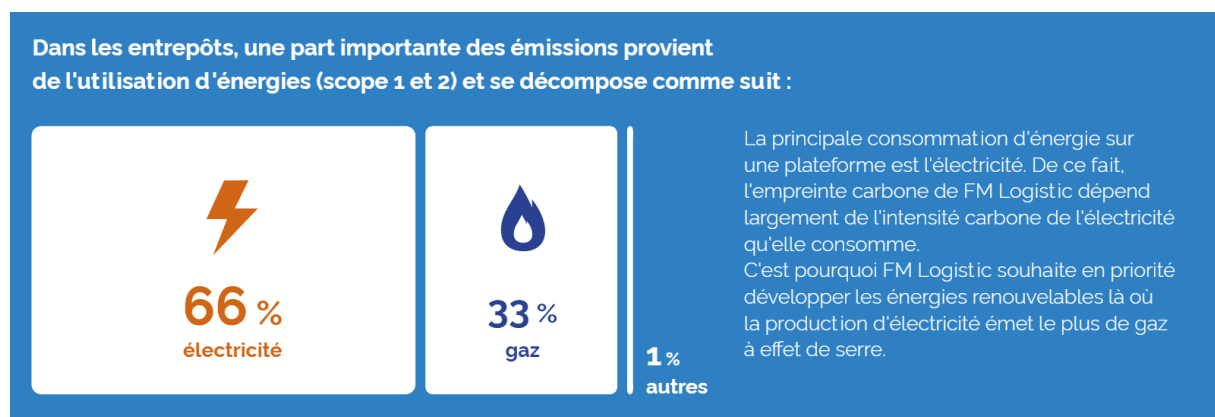 Dans les entrepôts, une part importante des émissions provient
de l'utilisation d'énergies (scope 1 et 2) et se décompose comme suit :
66 %
électricité
33 %
gaz
1 %
autres
La principale consommation d'énergie sur
une plateforme est l'électricité. De ce fait,
l'empreinte carbone de FM Logistic dépend
largement de l'intensité carbone de l'électricité
qu'elle consomme.
C'est pourquoi FM Logistic souhaite en priorité
développer les énergies renouvelables là où
la production d'électricité émet le plus de gaz
à effet de serre.